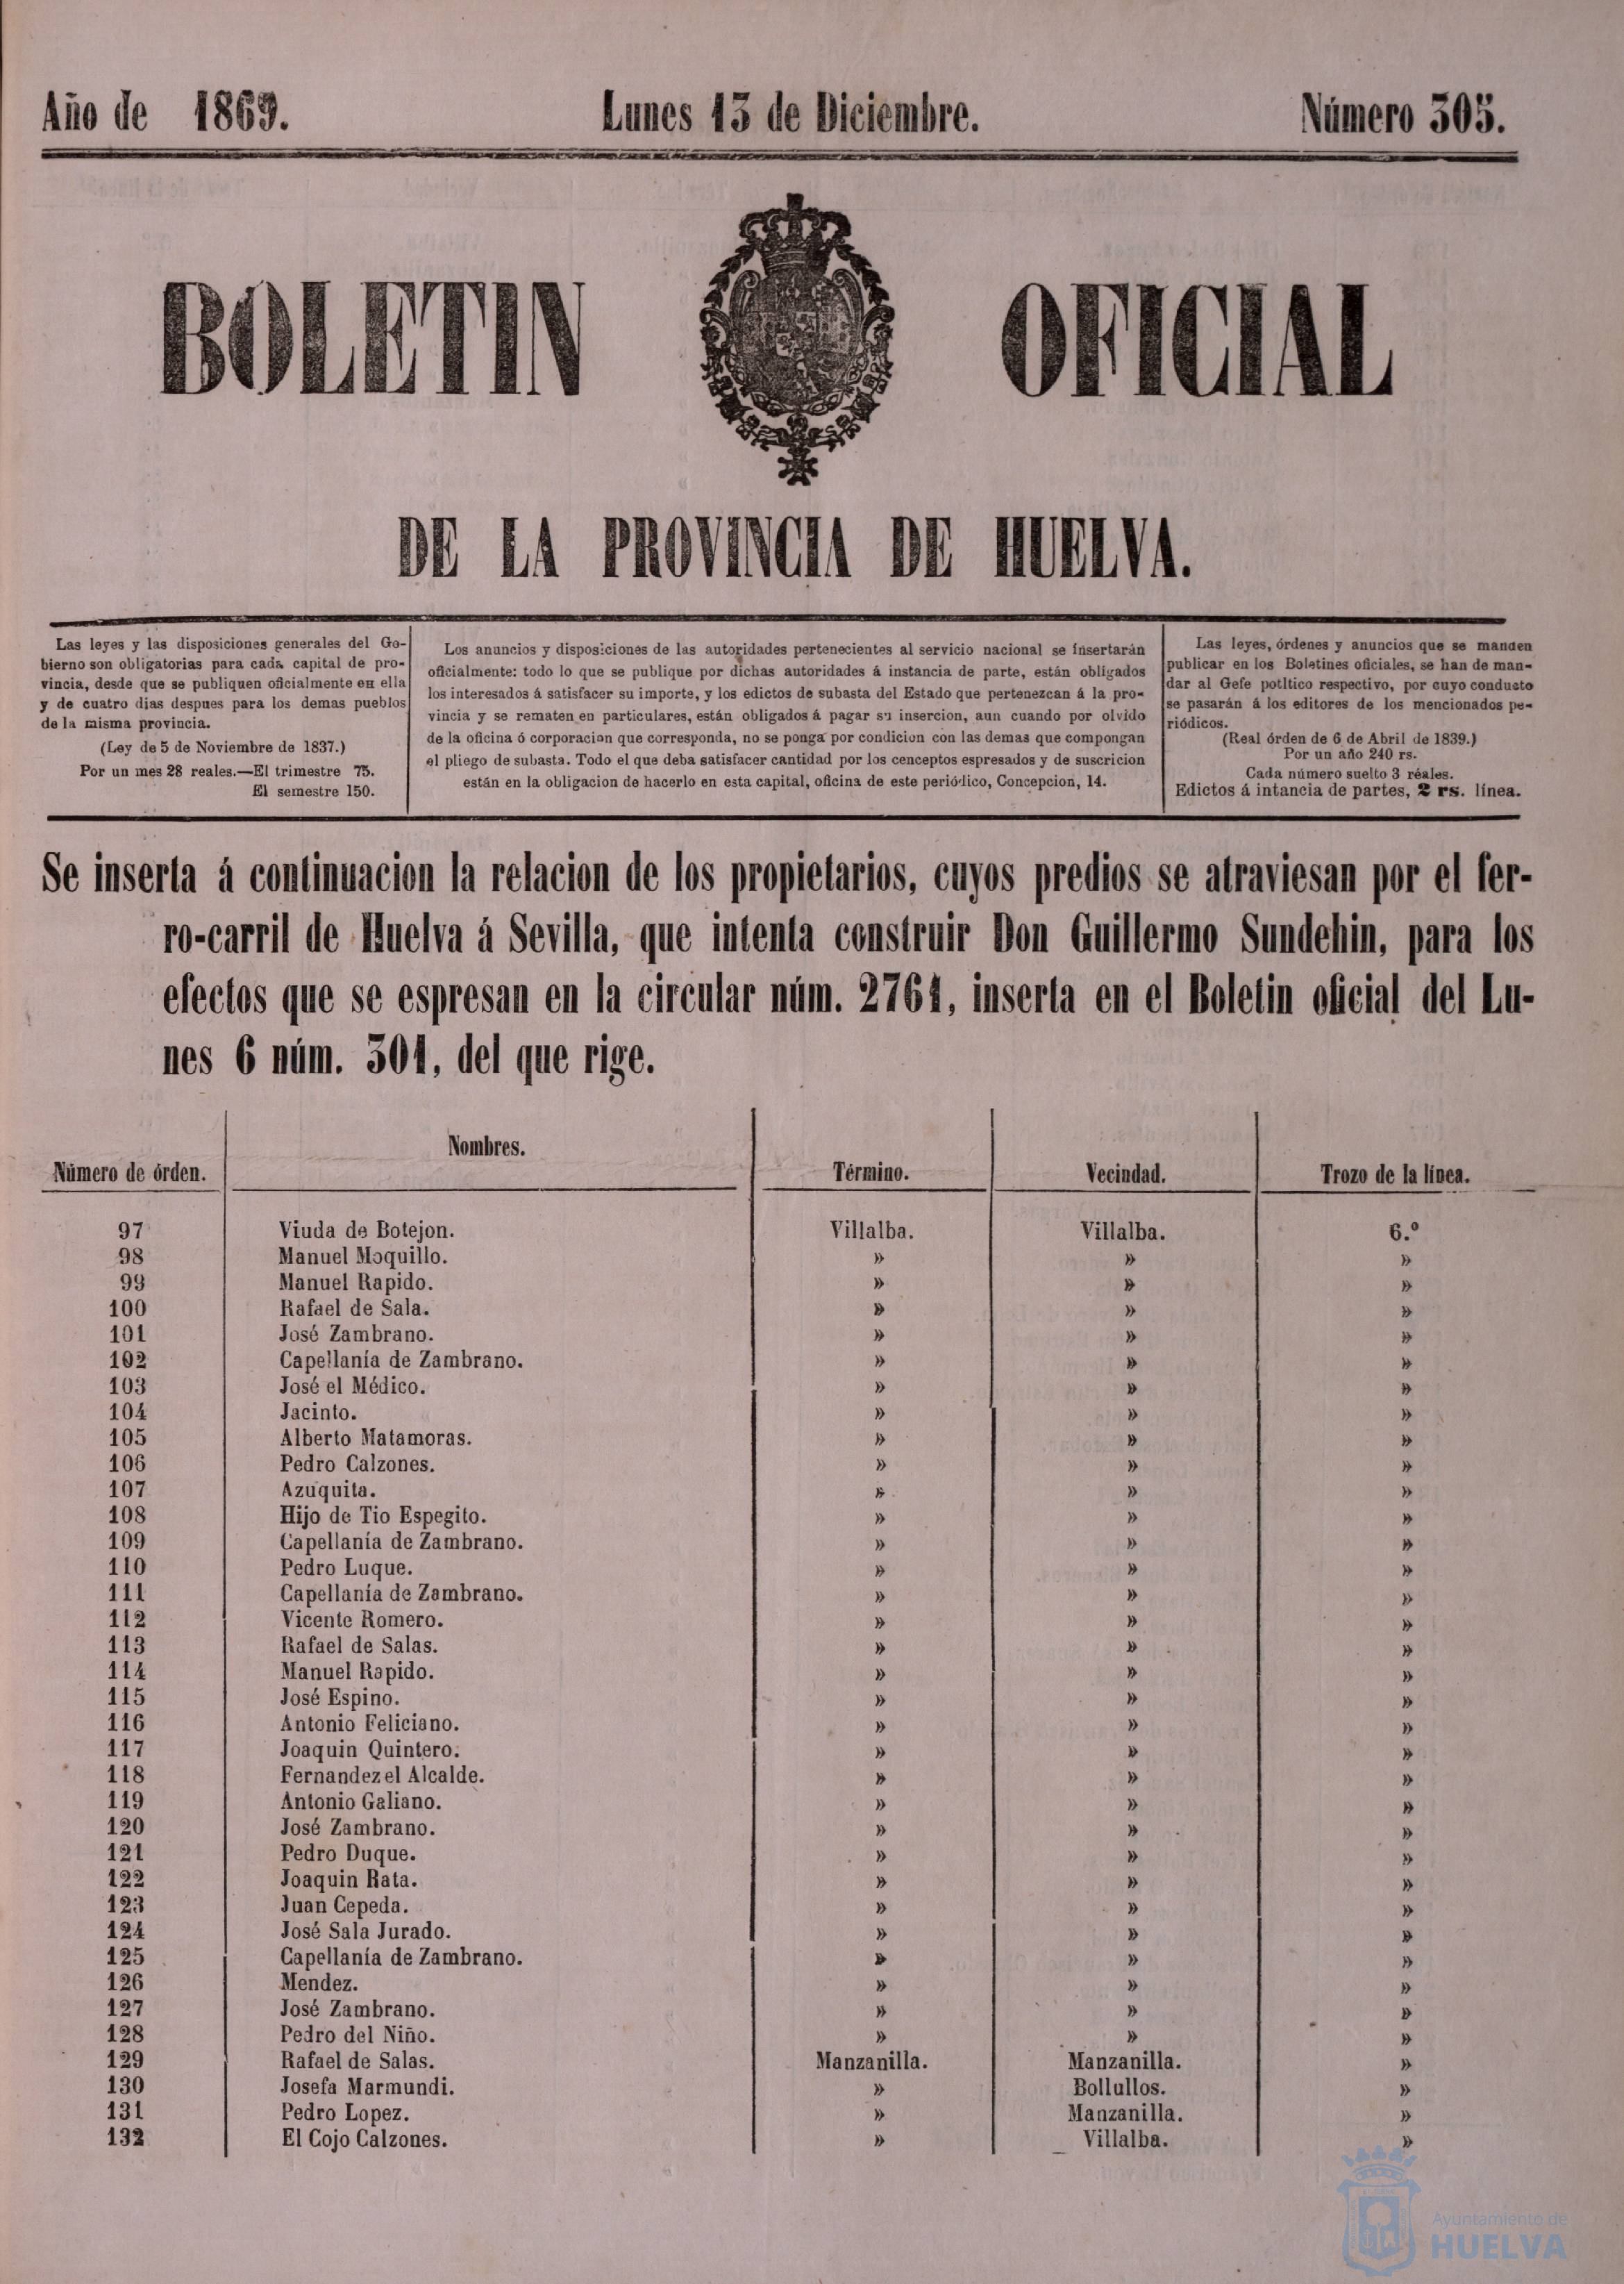 Año de 1869. Lunes 13 de Diciembre. Número 305.
BOLETIN OFICIAL
DE LA PROVINCIA DE HUELVA.
Las leyes y las disposiciones generales del Go-
bierno son obligatorias para cada capital de pro-
vincia, desde que se publiquen oficialmente en ella
y de cuatro dias despues para los demas pueblos
de la misma provincia.
(Ley de 5 de Noviembre de 1837.)
Por un mes 28 reales.—El trimestre 75.
El semestre 150.
Los anuncios y disposiciones de las autoridades pertenecientes al servicio nacional se insertarán
oficialmente: todo lo que se publique por dichas autoridades á instancia de parte, están obligados
los interesados á satisfacer su importe, y los edictos de subasta del Estado que pertenezcan á la pro-
vincia y se rematen en particulares, están obligados á pagar su insercion, aun cuando por olvido
de la oficina ó corporacion que corresponda, no se ponga por condicion con las demas que compongan
el pliego de subasta. Todo el que deba satisfacer cantidad por los cenceptos espresados y de suscricion
están en la obligacion de hacerlo en esta capital, oficina de este periódico, Concepcion, 14.
Las leyes, órdenes y anuncios que se manden
publicar en los Boletines oficiales, se han de man-
dar al Gefe potltico respectivo, por cuyo conducto
se pasarán á los editores de los mencionados pe-
riódicos.
(Real órden de 6 de Abril de 1839.)
Por un año 240 rs.
Cada número suelto 3 réales.
Edictos á intancia de partes, 2 rs. línea.
Se inserta á continuacion la relacion de los propietarios, cuyos predios se atraviesan por el fer-
ro-carril de Huelva á Sevilla, que intenta construir Don Guillermo Sundehin, para los
efectos que se espresan en la circular núm. 2761, inserta en el Boletin oficial del Lu-
nes 6 núm. 301, del que rige.
Número de órden. Nombres. Término. Vecindad. Trozo de la línea.
97 Viuda de Botejon. Villalba. Villalba. 6.º
98 Manuel Moquillo. » » »
99 Manuel Rapido. » » »
100 Rafael de Sala. » » »
101 José Zambrano. » » »
102 Capellanía de Zambrano. » » »
103 José el Médico. » » »
104 Jacinto. » » »
105 Alberto Matamoras. » » »
106 Pedro Calzones. » » »
107 Azuquita. » » »
108 Hijo de Tio Espegito. » » »
109 Capellanía de Zambrano. » » »
110 Pedro Luque. » » »
111 Capellanía de Zambrano. » » »
112 Vicente Romero. » » »
113 Rafael de Salas. » » »
114 Manuel Rapido. » » »
115 José Espino. » » »
116 Antonio Feliciano. » » »
117 Joaquin Quintero. » » »
118 Fernandez el Alcalde. » » »
119 Antonio Galiano. » » »
120 José Zambrano. » » »
121 Pedro Duque. » » »
122 Joaquin Rata. » » »
123 Juan Cepeda. » » »
124 José Sala Jurado. » » »
125 Capellanía de Zambrano. » » »
126 Mendez. » » »
127 José Zambrano. » » »
128 Pedro del Niño. » » »
129 Rafael de Salas. Manzanilla. Manzanilla. »
130 Josefa Marmundi. » Bollullos. »
131 Pedro Lopez. » Manzanilla. »
132 El Cojo Calzones. » Villalba. »
Ayuntamiento de
HUELVA